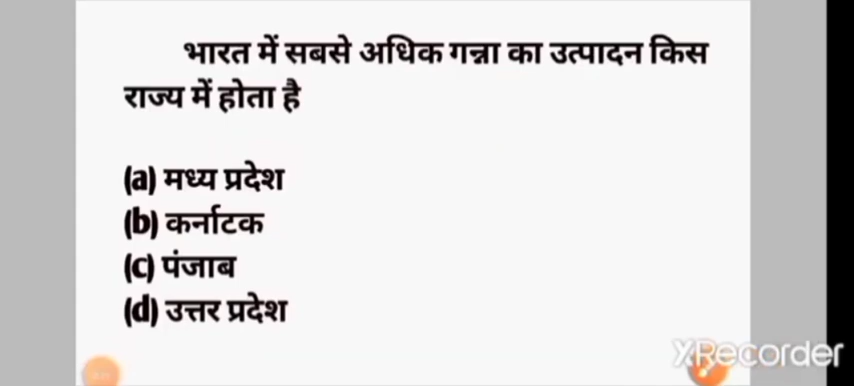 भारत में सबसे अधिक गन्ना का उत्पादन किस
राज्य में होता है
(a) मध्य प्रदेश
(b) कर्नाटक
(c) पंजाब
(d) उत्तर प्रदेश
XRecorder